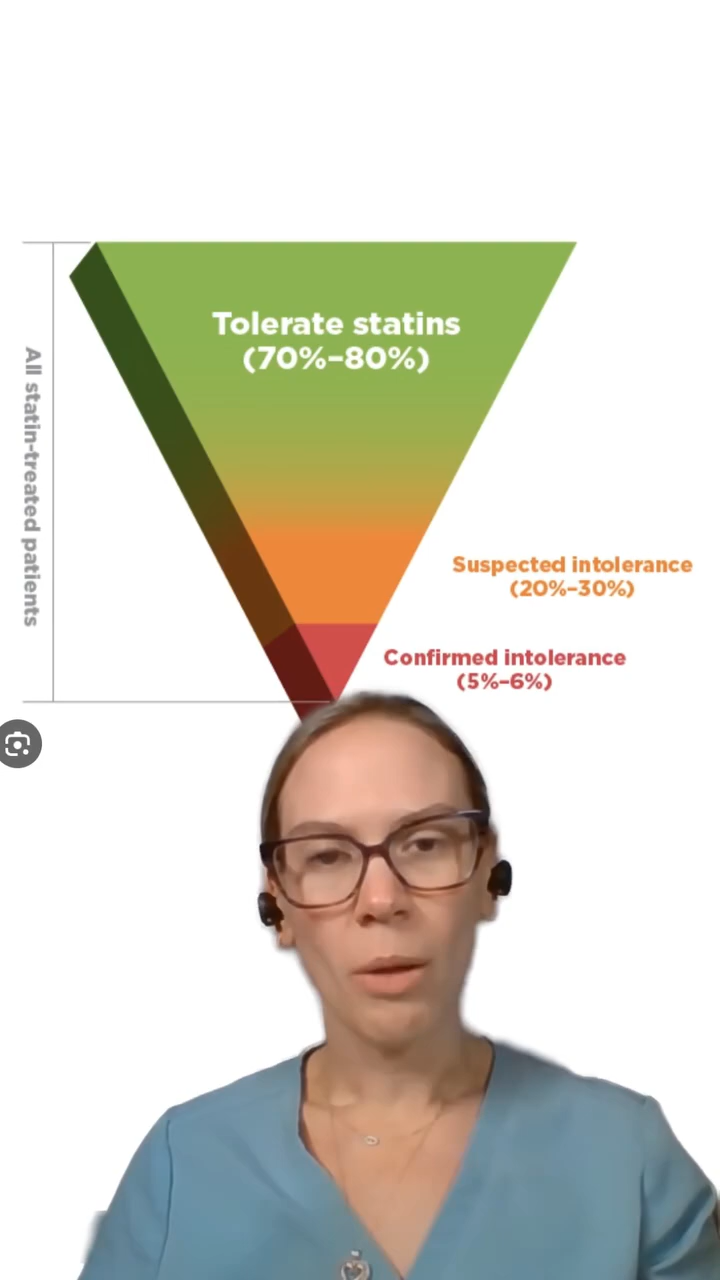 All statin-treated patients
Tolerate statins
(70%–80%)
Suspected intolerance
(20%–30%)
Confirmed intolerance
(5%–6%)